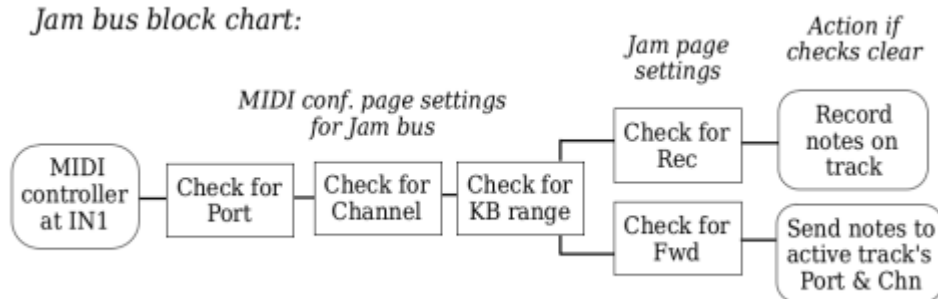 Jam bus block chart:
Action if
checks clear
Jam page
settings
MIDI conf. page settings
for Jam bus
MIDI
controller
at IN1
Check for
Port
Check for
Channel
Check for
KB range
Check for
Rec
Record
notes on
track
Check for
Fwd
Send notes to
active track's
Port & Chn